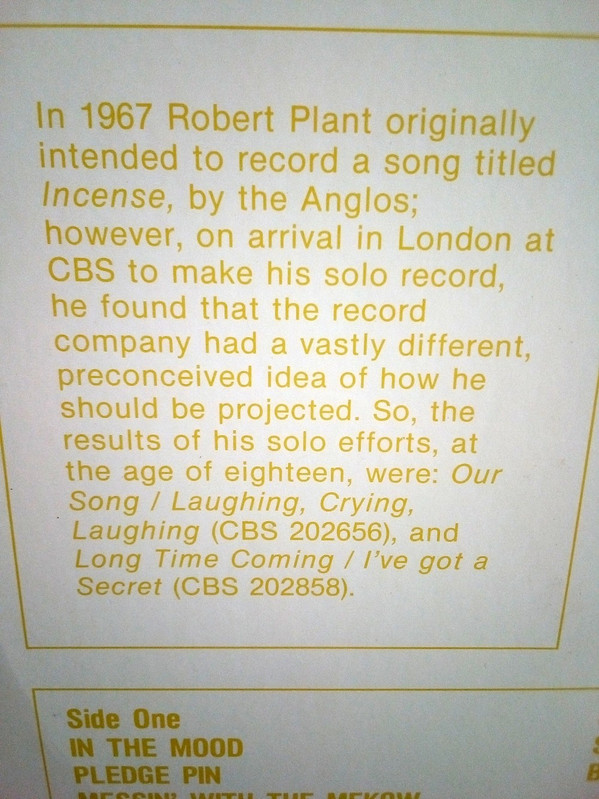 In 1967 Robert Plant originally
intended to record a song titled
Incense, by the Anglos;
however, on arrival in London at
CBS to make his solo record,
he found that the record
company had a vastly different,
preconceived idea of how he
should be projected. So, the
results of his solo efforts, at
the age of eighteen, were: Our
Song / Laughing, Crying,
Laughing (CBS 202656), and
Long Time Coming / I've got a
Secret (CBS 202858).
Side One
IN THE MOOD
PLEDGE PIN
MESSIN' WITH THE MEKON